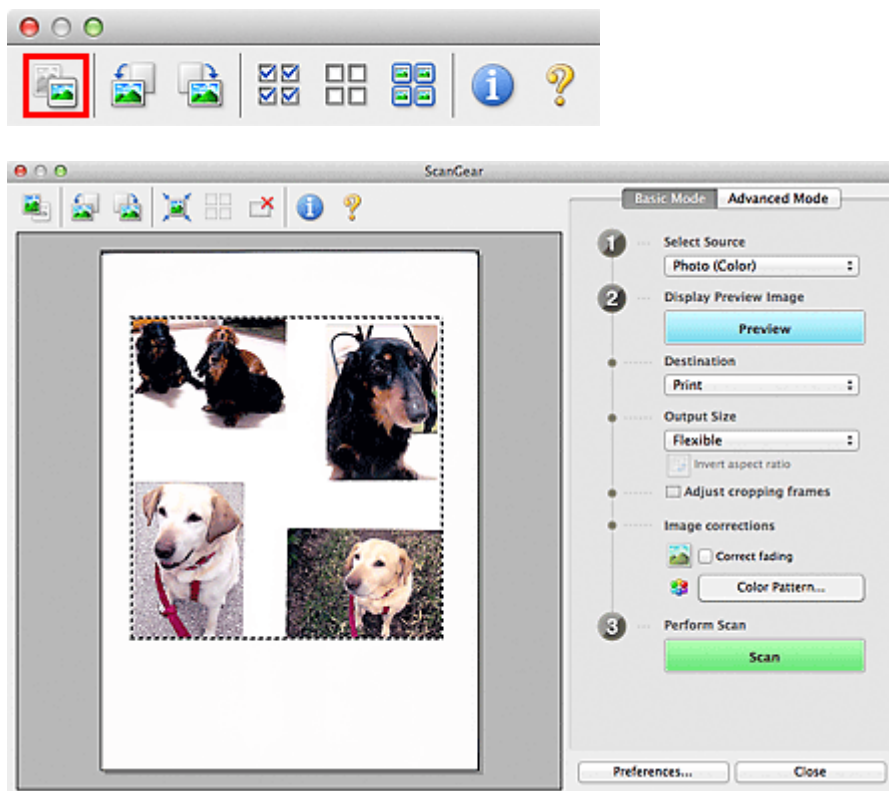 ScanGear
Basic Mode Advanced Mode
1 Select Source
Photo (Color)
2 Display Preview Image
Preview
Destination
Print
Output Size
Flexible
Invert aspect ratio
Adjust cropping frames
Image corrections
Correct fading
Color Pattern...
3 Perform Scan
Scan
Preferences... Close